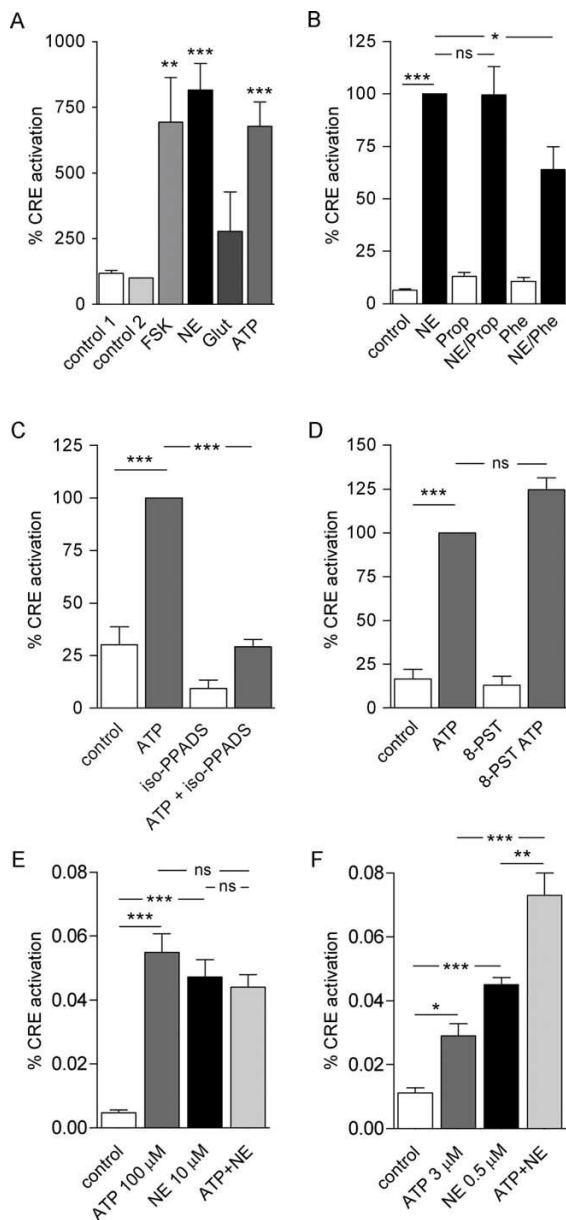 A
1000
750
500
250
0
% CRE activation
**
***
***
control 1
control 2
FSK
NE
Glut
ATP
B
125
100
75
50
25
0
% CRE activation
*
ns
***
control
NE
Prop
NE/Prop
Phe
NE/Phe
C
125
100
75
50
25
0
% CRE activation
***
***
control
ATP
iso-PPADS
ATP + iso-PPADS
D
150
125
100
75
50
25
0
% CRE activation
ns
***
control
ATP
8-PST
8-PST ATP
E
0.08
0.06
0.04
0.02
0.00
% CRE activation
ns
***
ns
***
control
ATP 100 µM
NE 10 µM
ATP+NE
F
0.08
0.06
0.04
0.02
0.00
% CRE activation
***
**
***
*
control
ATP 3 µM
NE 0.5 µM
ATP+NE